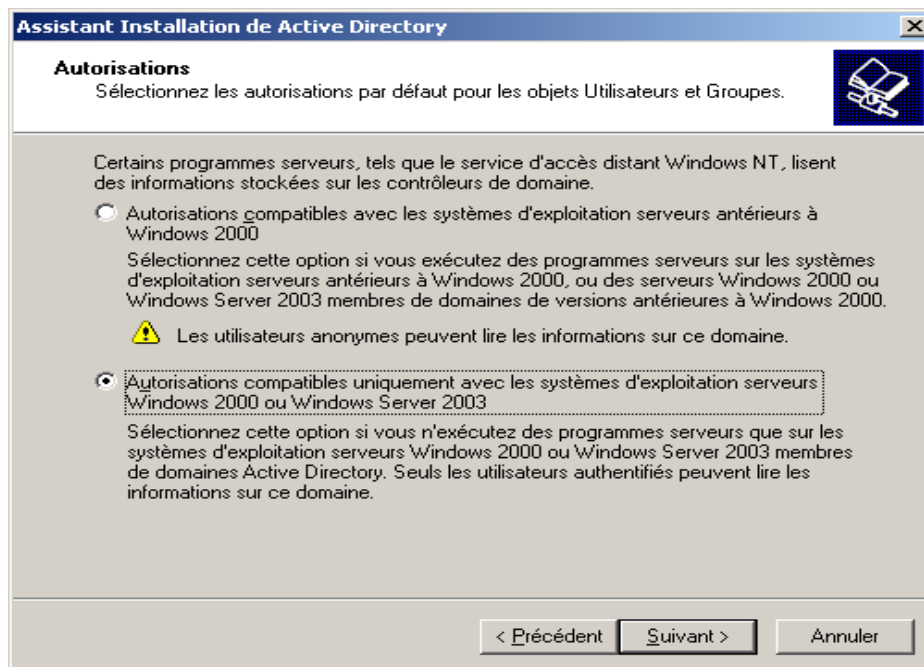 Assistant Installation de Active Directory
Autorisations
Sélectionnez les autorisations par défaut pour les objets Utilisateurs et Groupes.
Certains programmes serveurs, tels que le service d'accès distant Windows NT, lisent
des informations stockées sur les contrôleurs de domaine.
Autorisations compatibles avec les systèmes d'exploitation serveurs antérieurs à
Windows 2000
Sélectionnez cette option si vous exécutez des programmes serveurs sur les systèmes
d'exploitation serveurs antérieurs à Windows 2000, ou des serveurs Windows 2000 ou
Windows Server 2003 membres de domaines de versions antérieures à Windows 2000.
Les utilisateurs anonymes peuvent lire les informations sur ce domaine.
Autorisations compatibles uniquement avec les systèmes d'exploitation serveurs
Windows 2000 ou Windows Server 2003
Sélectionnez cette option si vous n'exécutez des programmes serveurs que sur les
systèmes d'exploitation serveurs Windows 2000 ou Windows Server 2003 membres
de domaines Active Directory. Seuls les utilisateurs authentifiés peuvent lire les
informations sur ce domaine.
< Précédent Suivant > Annuler